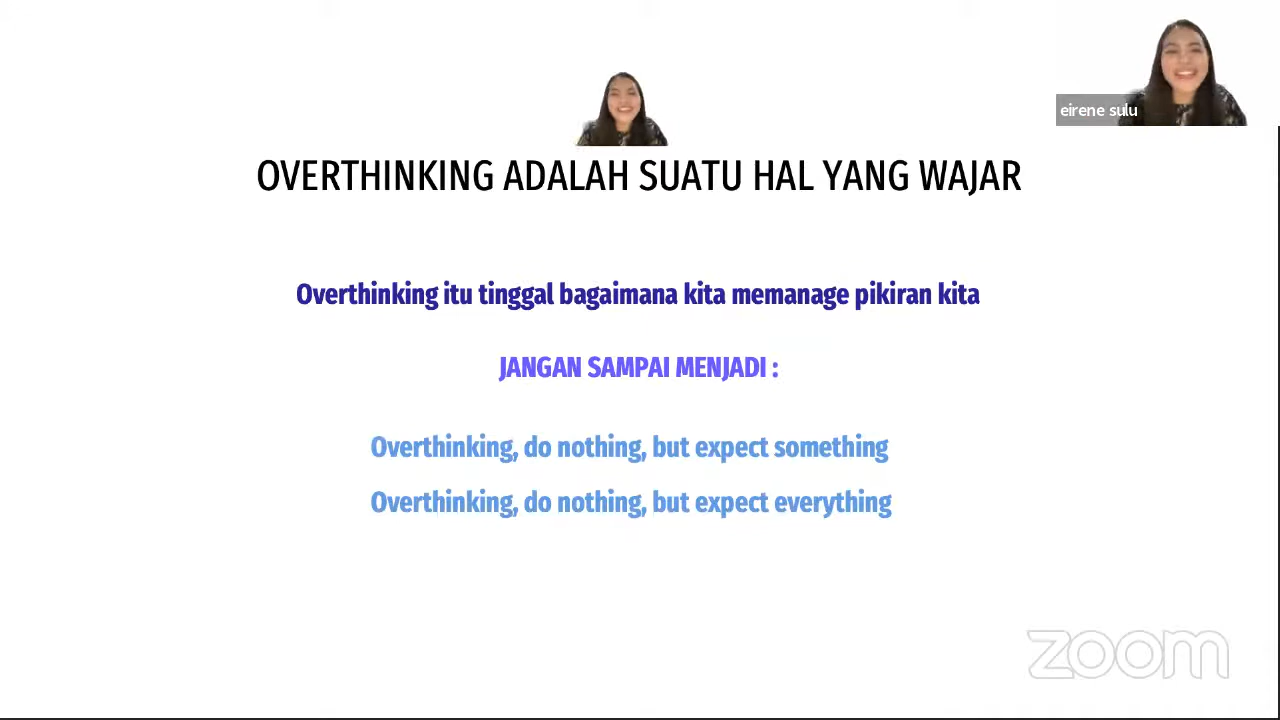 eirene sulu
OVERTHINKING ADALAH SUATU HAL YANG WAJAR
Overthinking itu tinggal bagaimana kita memanage pikiran kita
JANGAN SAMPAI MENJADI :
Overthinking, do nothing, but expect something
Overthinking, do nothing, but expect everything
zoom